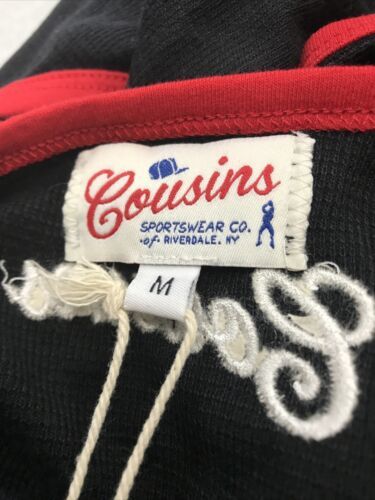 Cousins
SPORTSWEAR CO.
·of· RIVERDALE, NY
M